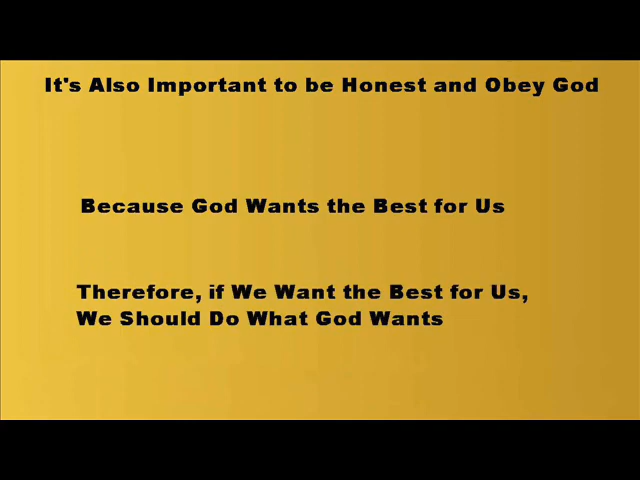 It's Also Important to be Honest and Obey God
Because God Wants the Best for Us
Therefore, if We Want the Best for Us,
We Should Do What God Wants